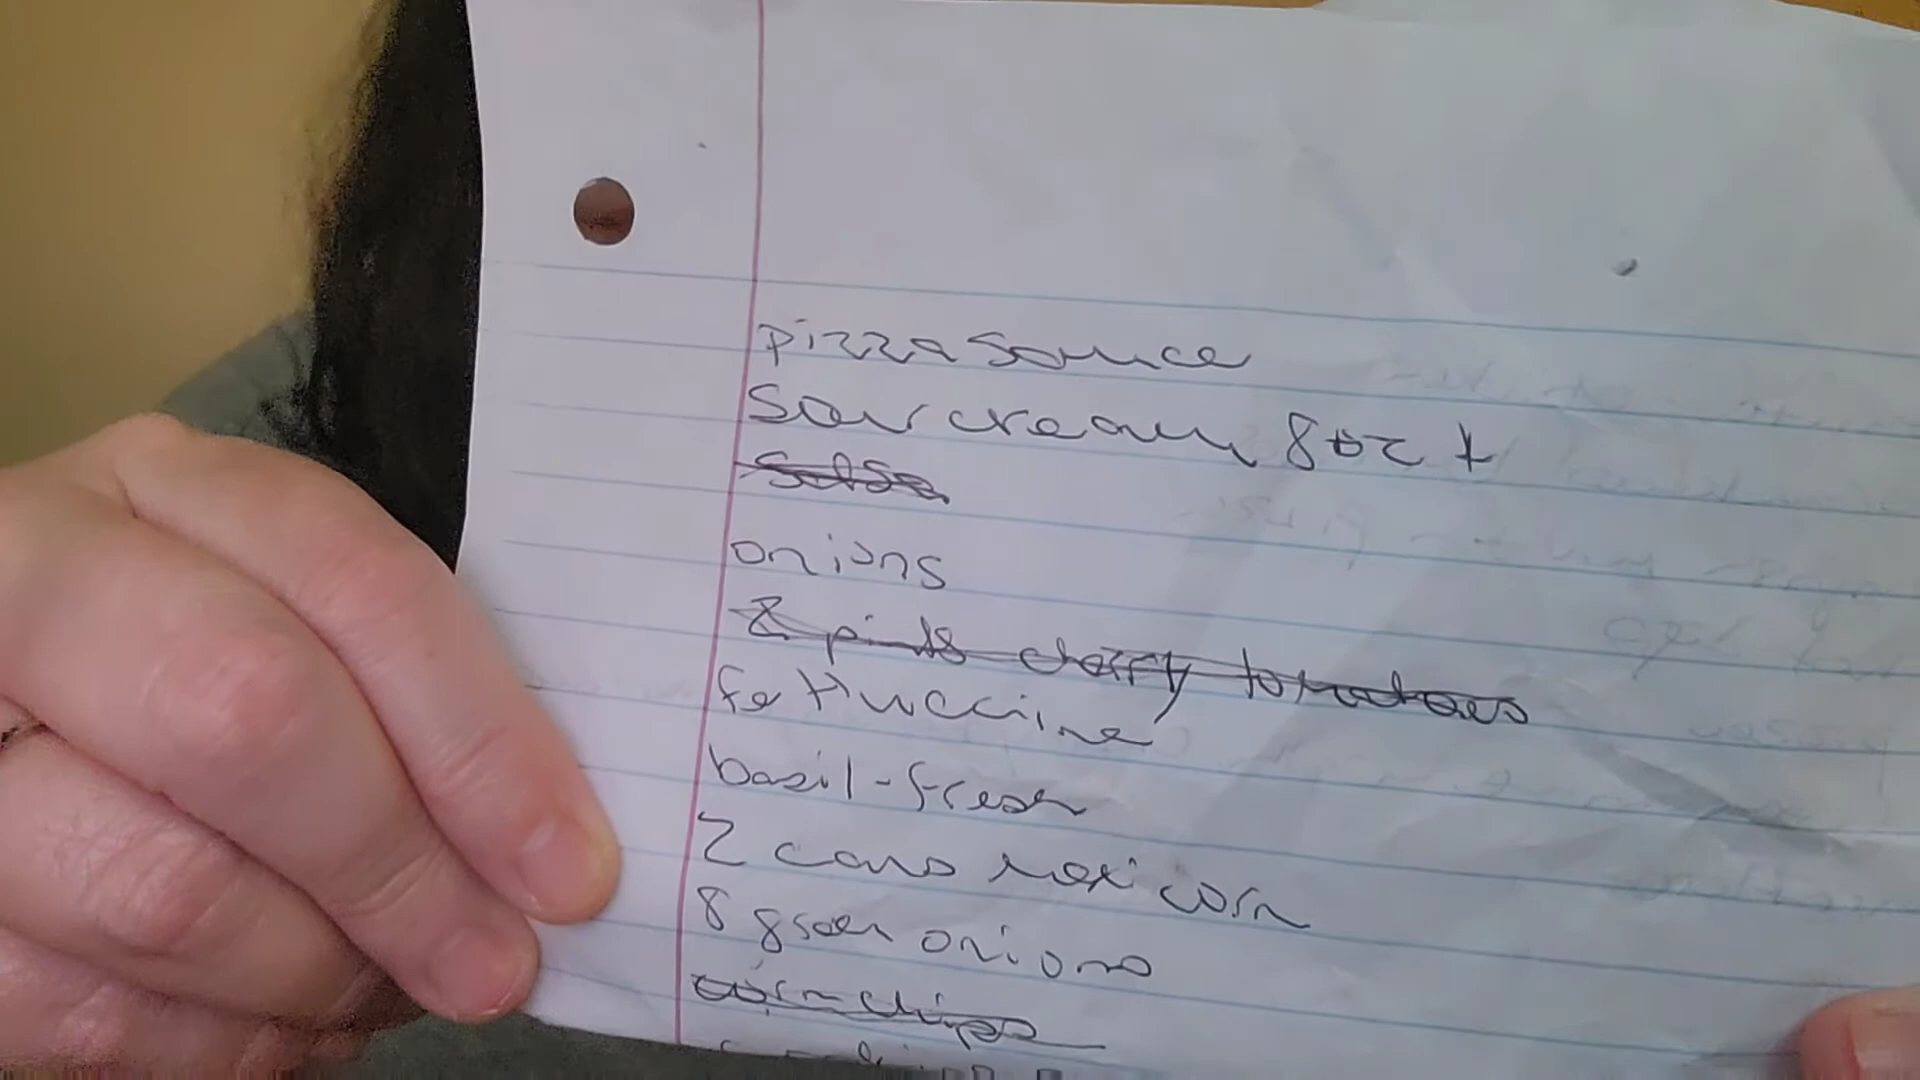 pizza sauce
sour cream 8oz +
salsa
onions
2 pints cherry tomatoes
fettuccine
basil - fresh
2 cans mexi corn
8 green onions
corn chips